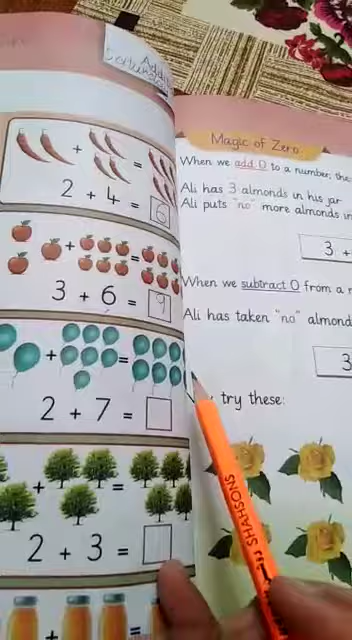 Addi
2 + 4 = 6
3 + 6 = 9
2 + 7 =
2 + 3 =
Magic of Zero
When we add 0 to a number, the
Ali has 3 almonds in his jar
Ali puts "no" more almonds in
3 +
When we subtract 0 from a
Ali has taken "no" almond
3
try these:
SHAHSONS